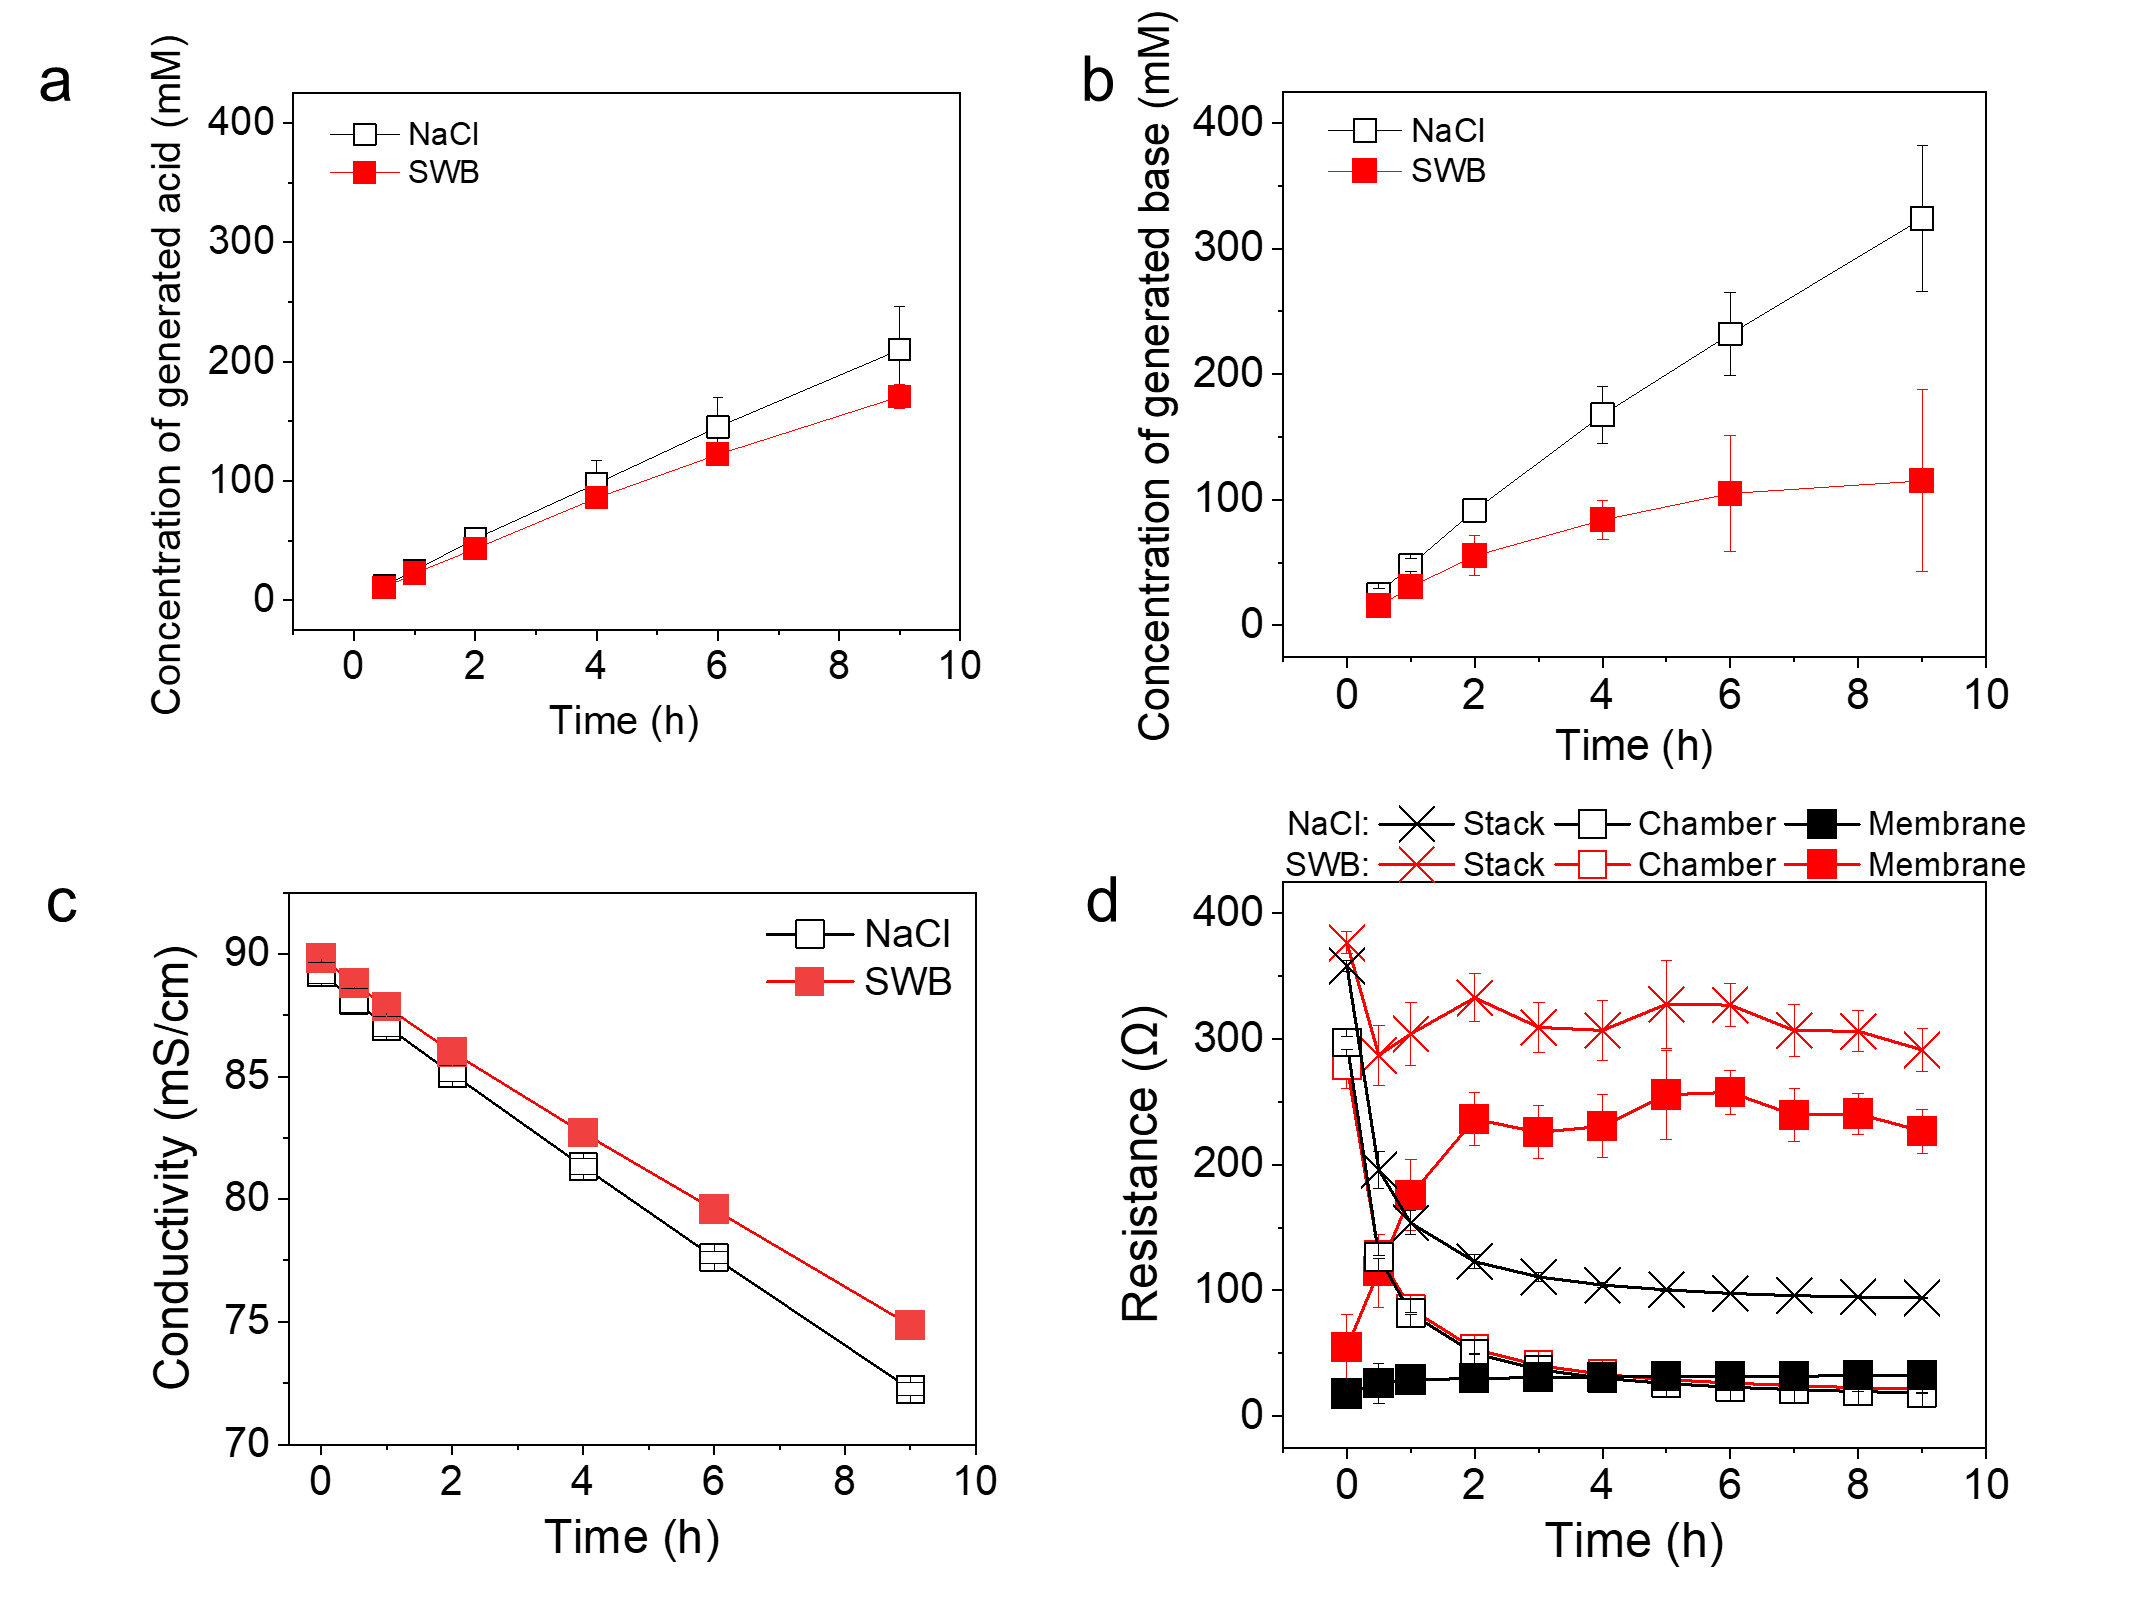 a
Concentration of generated acid (mM)
400
300
200
100
0
NaCl
SWB
0 2 4 6 8 10
Time (h)
b
Concentration of generated base (mM)
400
300
200
100
0
NaCl
SWB
0 2 4 6 8 10
Time (h)
c
Conductivity (mS/cm)
90
85
80
75
70
NaCl
SWB
0 2 4 6 8 10
Time (h)
d
NaCl: Stack Chamber Membrane
SWB: Stack Chamber Membrane
Resistance (Ω)
400
300
200
100
0
0 2 4 6 8 10
Time (h)